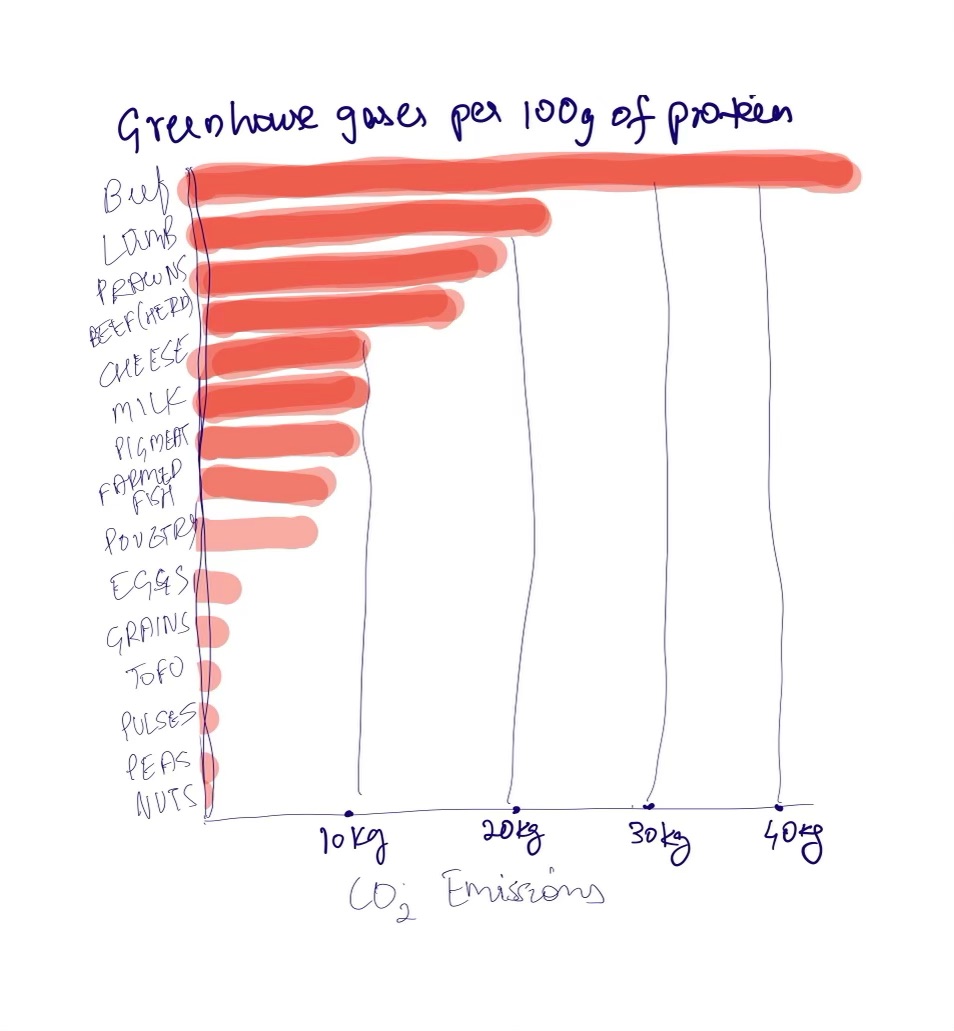 Greenhouse gases per 100g of protein
Beef
LAMB
PRAWNS
BEEF (HERD)
CHEESE
MILK
PIGMEAT
FARMED
FISH
POULTRY
EGGS
GRAINS
TOFU
PULSES
PEAS
NUTS
10kg 20kg 30kg 40kg
CO2 Emissions